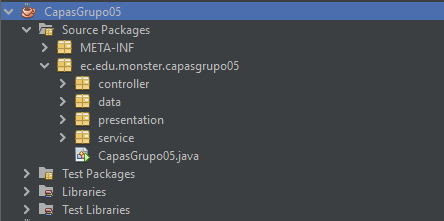 CapasGrupo05
Source Packages
META-INF
ec.edu.monster.capasgrupo05
controller
data
presentation
service
CapasGrupo05.java
Test Packages
Libraries
Test Libraries